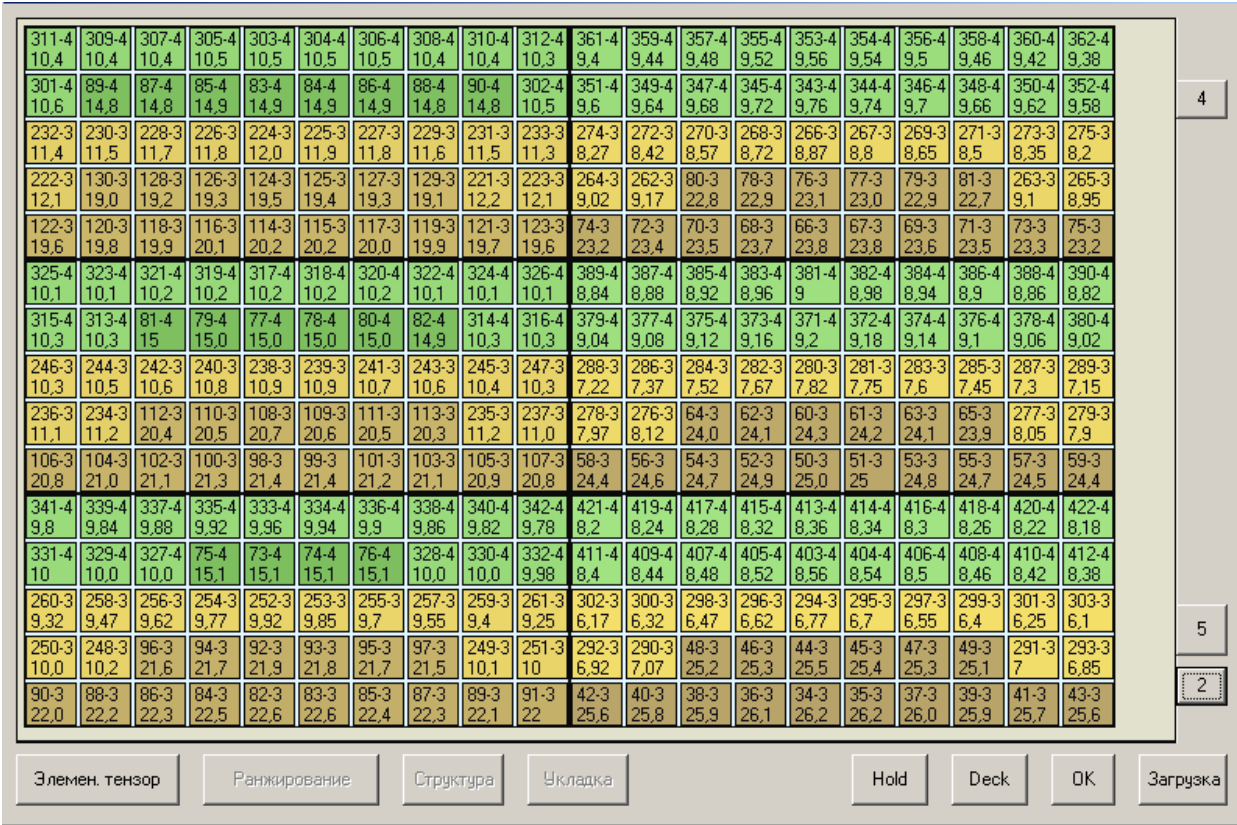 311-4 309-4 307-4 305-4 303-4 304-4 306-4 308-4 310-4 312-4 361-4 359-4 357-4 355-4 353-4 354-4 356-4 358-4 360-4 362-4
10,4 10,4 10,4 10,5 10,5 10,5 10,5 10,4 10,4 10,3 9,4 9,44 9,48 9,52 9,56 9,54 9,5 9,46 9,42 9,38
301-4 89-4 87-4 85-4 83-4 84-4 86-4 88-4 90-4 302-4 351-4 349-4 347-4 345-4 343-4 344-4 346-4 348-4 350-4 352-4
10,6 14,8 14,8 14,9 14,9 14,9 14,9 14,8 14,8 10,5 9,6 9,64 9,68 9,72 9,76 9,74 9,7 9,66 9,62 9,58
4
232-3 230-3 228-3 226-3 224-3 225-3 227-3 229-3 231-3 233-3 274-3 272-3 270-3 268-3 266-3 267-3 269-3 271-3 273-3 275-3
11,4 11,5 11,7 11,8 12,0 11,9 11,8 11,6 11,5 11,3 8,27 8,42 8,57 8,72 8,87 8,8 8,65 8,5 8,35 8,2
222-3 130-3 128-3 126-3 124-3 125-3 127-3 129-3 221-3 223-3 264-3 262-3 80-3 78-3 76-3 77-3 79-3 81-3 263-3 265-3
12,1 19,0 19,2 19,3 19,5 19,4 19,3 19,1 12,2 12,1 9,02 9,17 22,8 22,9 23,1 23,0 22,9 22,7 9,1 8,95
122-3 120-3 118-3 116-3 114-3 115-3 117-3 119-3 121-3 123-3 74-3 72-3 70-3 68-3 66-3 67-3 69-3 71-3 73-3 75-3
19,6 19,8 19,9 20,1 20,2 20,2 20,0 19,9 19,7 19,6 23,2 23,4 23,5 23,7 23,8 23,8 23,6 23,5 23,3 23,2
325-4 323-4 321-4 319-4 317-4 318-4 320-4 322-4 324-4 326-4 389-4 387-4 385-4 383-4 381-4 382-4 384-4 386-4 388-4 390-4
10,1 10,1 10,2 10,2 10,2 10,2 10,2 10,1 10,1 10,1 8,84 8,88 8,92 8,96 9 8,98 8,94 8,9 8,86 8,82
315-4 313-4 81-4 79-4 77-4 78-4 80-4 82-4 314-4 316-4 379-4 377-4 375-4 373-4 371-4 372-4 374-4 376-4 378-4 380-4
10,3 10,3 15 15,0 15,0 15,0 15,0 14,9 10,3 10,3 9,04 9,08 9,12 9,16 9,2 9,18 9,14 9,1 9,06 9,02
246-3 244-3 242-3 240-3 238-3 239-3 241-3 243-3 245-3 247-3 288-3 286-3 284-3 282-3 280-3 281-3 283-3 285-3 287-3 289-3
10,3 10,5 10,6 10,8 10,9 10,9 10,7 10,6 10,4 10,3 7,22 7,37 7,52 7,67 7,82 7,75 7,6 7,45 7,3 7,15
236-3 234-3 112-3 110-3 108-3 109-3 111-3 113-3 235-3 237-3 278-3 276-3 64-3 62-3 60-3 61-3 63-3 65-3 277-3 279-3
11,1 11,2 20,4 20,5 20,7 20,6 20,5 20,3 11,2 11,0 7,97 8,12 24,0 24,1 24,3 24,2 24,1 23,9 8,05 7,9
106-3 104-3 102-3 100-3 98-3 99-3 101-3 103-3 105-3 107-3 58-3 56-3 54-3 52-3 50-3 51-3 53-3 55-3 57-3 59-3
20,8 21,0 21,1 21,3 21,4 21,4 21,2 21,1 20,9 20,8 24,4 24,6 24,7 24,9 25,0 25 24,8 24,7 24,5 24,4
341-4 339-4 337-4 335-4 333-4 334-4 336-4 338-4 340-4 342-4 421-4 419-4 417-4 415-4 413-4 414-4 416-4 418-4 420-4 422-4
9,8 9,84 9,88 9,92 9,96 9,94 9,9 9,86 9,82 9,78 8,2 8,24 8,28 8,32 8,36 8,34 8,3 8,26 8,22 8,18
331-4 329-4 327-4 75-4 73-4 74-4 76-4 328-4 330-4 332-4 411-4 409-4 407-4 405-4 403-4 404-4 406-4 408-4 410-4 412-4
10 10,0 10,0 15,1 15,1 15,1 15,1 10,0 10,0 9,98 8,4 8,44 8,48 8,52 8,56 8,54 8,5 8,46 8,42 8,38
260-3 258-3 256-3 254-3 252-3 253-3 255-3 257-3 259-3 261-3 302-3 300-3 298-3 296-3 294-3 295-3 297-3 299-3 301-3 303-3
9,32 9,47 9,62 9,77 9,92 9,85 9,7 9,55 9,4 9,25 6,17 6,32 6,47 6,62 6,77 6,7 6,55 6,4 6,25 6,1
5
250-3 248-3 96-3 94-3 92-3 93-3 95-3 97-3 249-3 251-3 292-3 290-3 48-3 46-3 44-3 45-3 47-3 49-3 291-3 293-3
10,0 10,2 21,6 21,7 21,9 21,8 21,7 21,5 10,1 10 6,92 7,07 25,2 25,3 25,5 25,4 25,3 25,1 7 6,85
2
90-3 88-3 86-3 84-3 82-3 83-3 85-3 87-3 89-3 91-3 42-3 40-3 38-3 36-3 34-3 35-3 37-3 39-3 41-3 43-3
22,0 22,2 22,3 22,5 22,6 22,6 22,4 22,3 22,1 22 25,6 25,8 25,9 26,1 26,2 26,2 26,0 25,9 25,7 25,6
Элемен. тензор Ранжирование Структура Укладка Hold Deck OK Загрузка